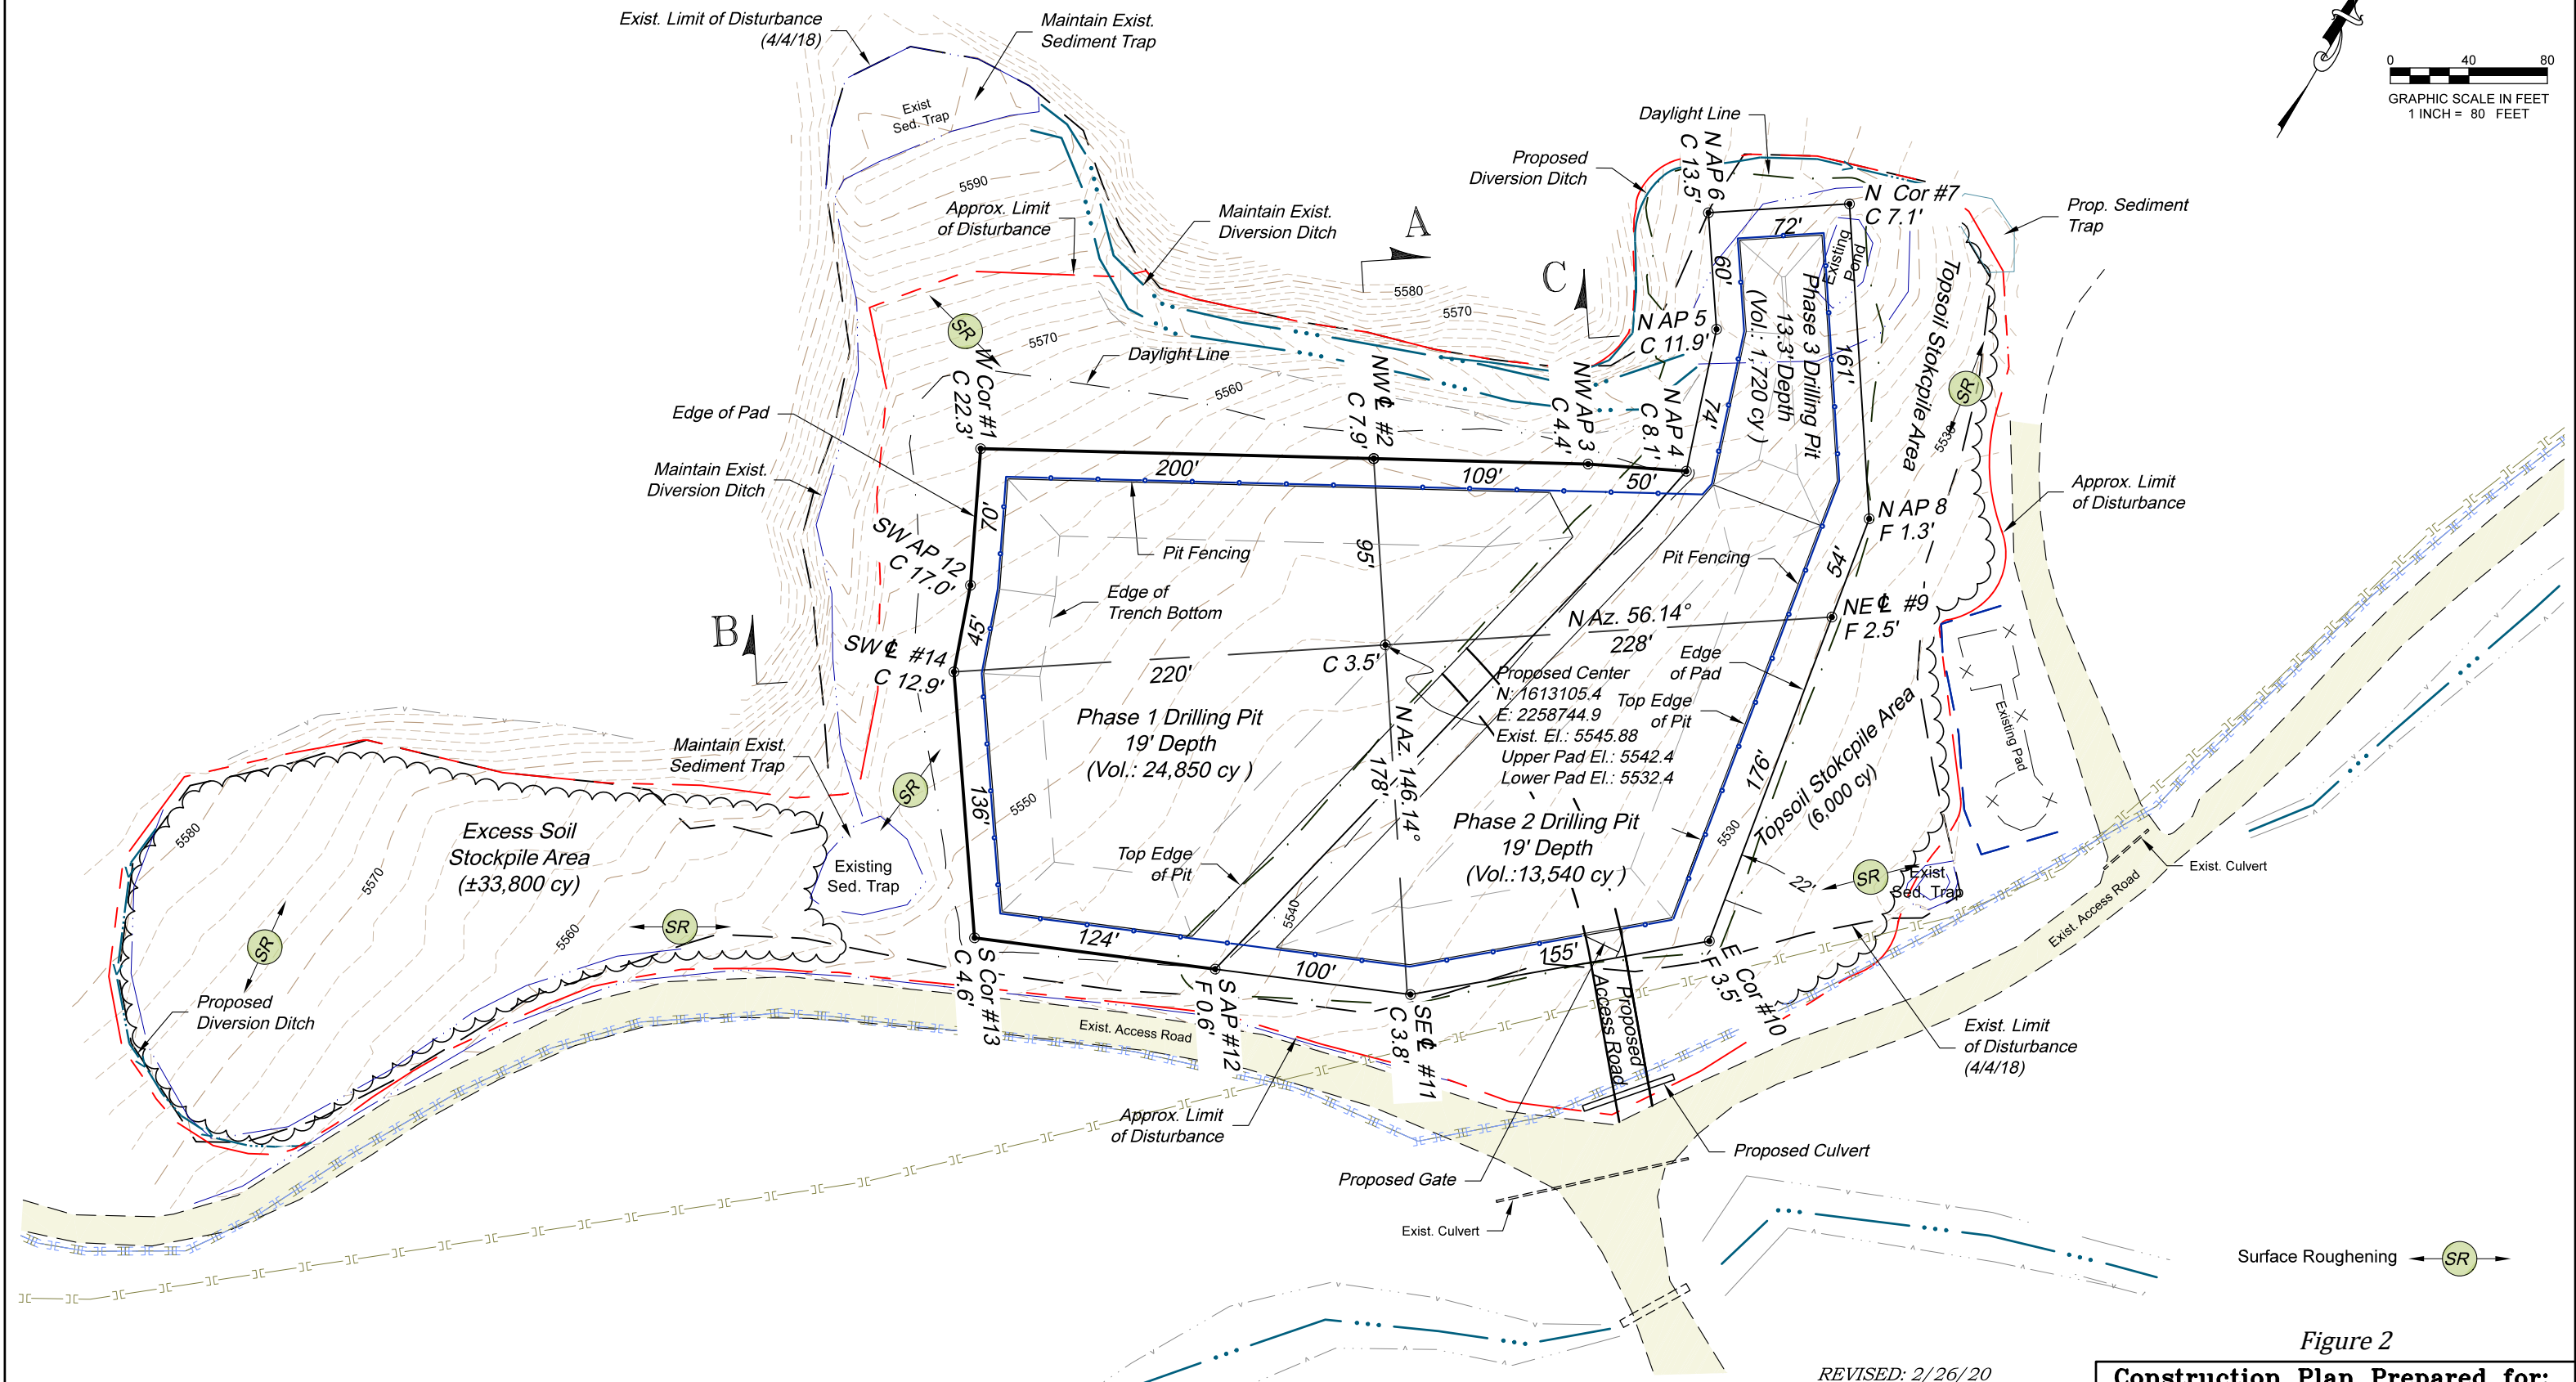 Exist. Limit of Disturbance
(4/4/18)
Maintain Exist.
Sediment Trap
0 40 80
GRAPHIC SCALE IN FEET
1 INCH = 80 FEET
Exist
Sed. Trap
Daylight Line
Proposed
Diversion Ditch
N AP 6
C 13.5'
N Cor #7
C 7.1'
Prop. Sediment
Trap
5590
Approx. Limit
of Disturbance
Maintain Exist.
Diversion Ditch
A
C
72'
60'
Existing
Pond
Phase 3 Drilling Pit
13.3' Depth
(Vol.: 1,720 cy )
161'
Topsoil Stokcpile Area
5530
SR
5580
5570
N AP 5
C 11.9'
SR
5570
Daylight Line
5560
W Cor #1
C 22.3'
NW ℄ #2
C 7.9'
NW AP 3
C 4.4'
N AP 4
C 8.1'
74'
Edge of Pad
Maintain Exist.
Diversion Ditch
200'
109'
50'
Approx. Limit
of Disturbance
70'
N AP 8
F 1.3'
SW AP 12
C 17.0'
Pit Fencing
95'
Pit Fencing
54'
Edge of
Trench Bottom
NE ℄ #9
F 2.5'
N Az. 56.14°
228'
B
45'
SW ℄ #14
C 12.9'
220'
C 3.5'
Proposed Center
N: 1613105.4
E: 2258744.9
Exist. El.: 5545.88
Upper Pad El.: 5542.4
Lower Pad El.: 5532.4
Edge
of Pad
Top Edge
of Pit
Phase 1 Drilling Pit
19' Depth
(Vol.: 24,850 cy )
N Az. 146.14°
178'
Existing Pad
Topsoil Stokcpile Area
(6,000 cy)
176'
Maintain Exist.
Sediment Trap
SR
136'
5550
Phase 2 Drilling Pit
19' Depth
(Vol.:13,540 cy )
5530
5580
Excess Soil
Stockpile Area
(±33,800 cy)
5570
Existing
Sed. Trap
Top Edge
of Pit
22'
SR
Exist.
Sed. Trap
Exist. Culvert
5540
5560
SR
SR
124'
100'
155'
Exist. Access Road
S Cor #13
C 4.6'
S AP #12
F 0.6'
SE ℄ #11
C 3.8'
Proposed
Access Road
E Cor #10
F 3.5'
Proposed
Diversion Ditch
Exist. Access Road
Exist. Limit
of Disturbance
(4/4/18)
Approx. Limit
of Disturbance
Proposed Culvert
Proposed Gate
Exist. Culvert
Surface Roughening SR
Figure 2
REVISED: 2/26/20
Construction Plan Prepared for: